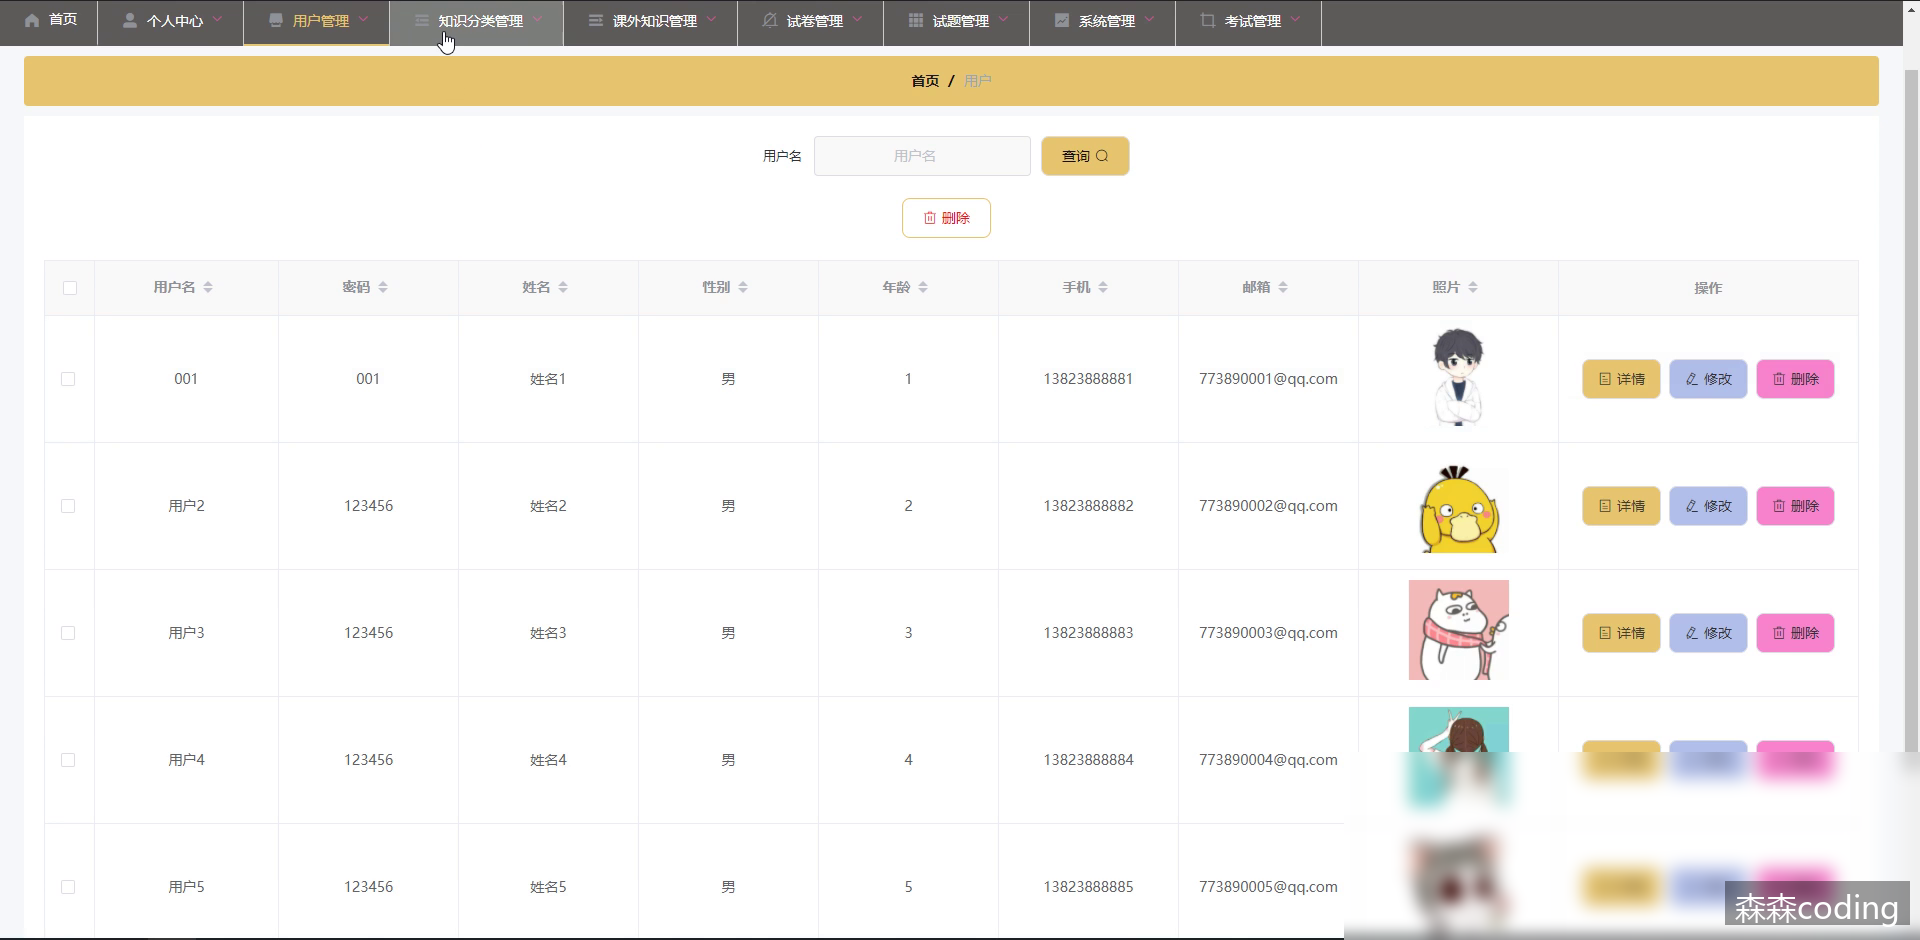 首页 个人中心 用户管理 知识分类管理 课外知识管理 试卷管理 试题管理 系统管理 考试管理
首页 / 用户
用户名 用户名 查询
删除
用户名 密码 姓名 性别 年龄 手机 邮箱 照片 操作
001 001 姓名1 男 1 13823888881 773890001@qq.com 详情 修改 删除
用户2 123456 姓名2 男 2 13823888882 773890002@qq.com 详情 修改 删除
用户3 123456 姓名3 男 3 13823888883 773890003@qq.com 详情 修改 删除
用户4 123456 姓名4 男 4 13823888884 773890004@qq.com
用户5 123456 姓名5 男 5 13823888885 773890005@qq.com
森森coding